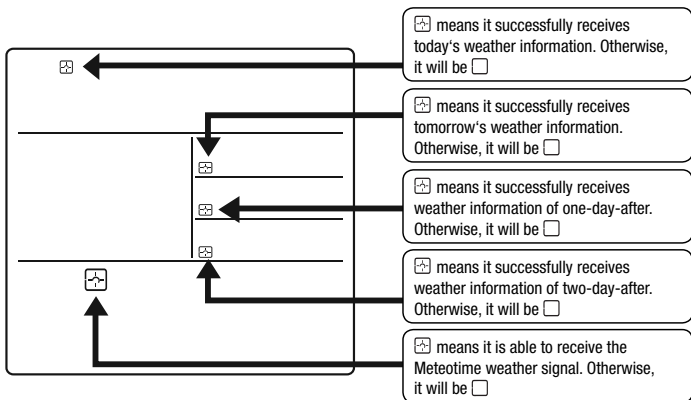 means it successfully receives
today‘s weather information. Otherwise,
it will be
means it successfully receives
tomorrow‘s weather information.
Otherwise, it will be
means it successfully receives
weather information of one-day-after.
Otherwise, it will be
means it successfully receives
weather information of two-day-after.
Otherwise, it will be
means it is able to receive the
Meteotime weather signal. Otherwise,
it will be